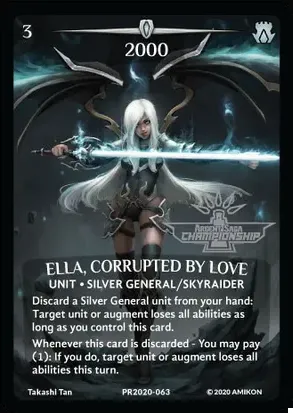 3
2000
ARGENT SAGA
CHAMPIONSHIP
ELLA, CORRUPTED BY LOVE
UNIT • SILVER GENERAL/SKYRAIDER
Discard a Silver General unit from your hand:
Target unit or augment loses all abilities as
long as you control this card.
Whenever this card is discarded - You may pay
(1): If you do, target unit or augment loses all
abilities this turn.
Takashi Tan
PR2020-063
©2020 AMIKON